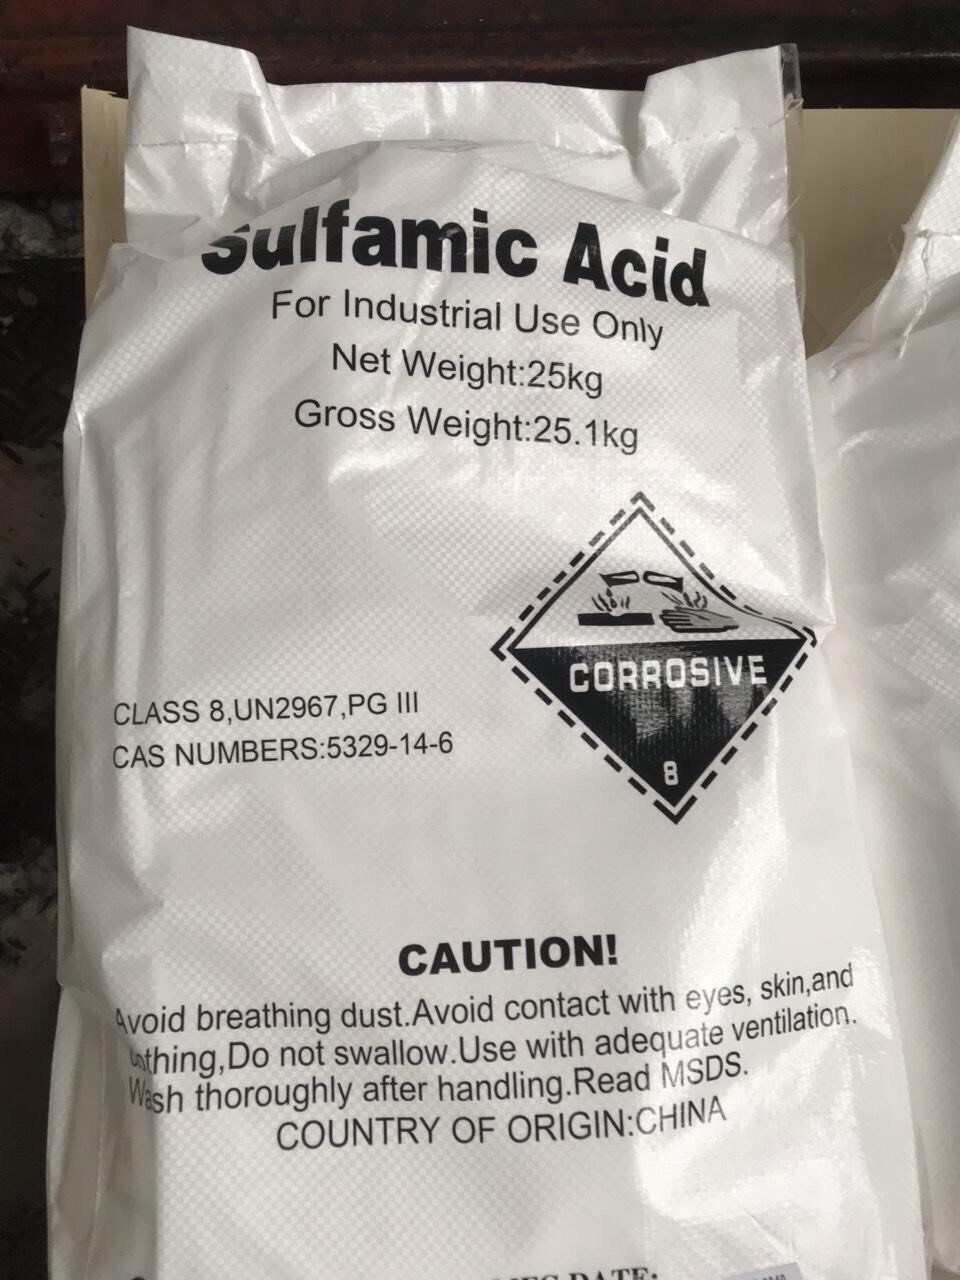 Sulfamic Acid
For Industrial Use Only
Net Weight:25kg
Gross Weight:25.1kg
CORROSIVE
8
CLASS 8,UN2967,PG III
CAS NUMBERS:5329-14-6
CAUTION!
Avoid breathing dust.Avoid contact with eyes, skin,and
Do not swallow.Use with adequate ventilation.
Wash thoroughly after handling.Read MSDS.
COUNTRY OF ORIGIN:CHINA
DATE: